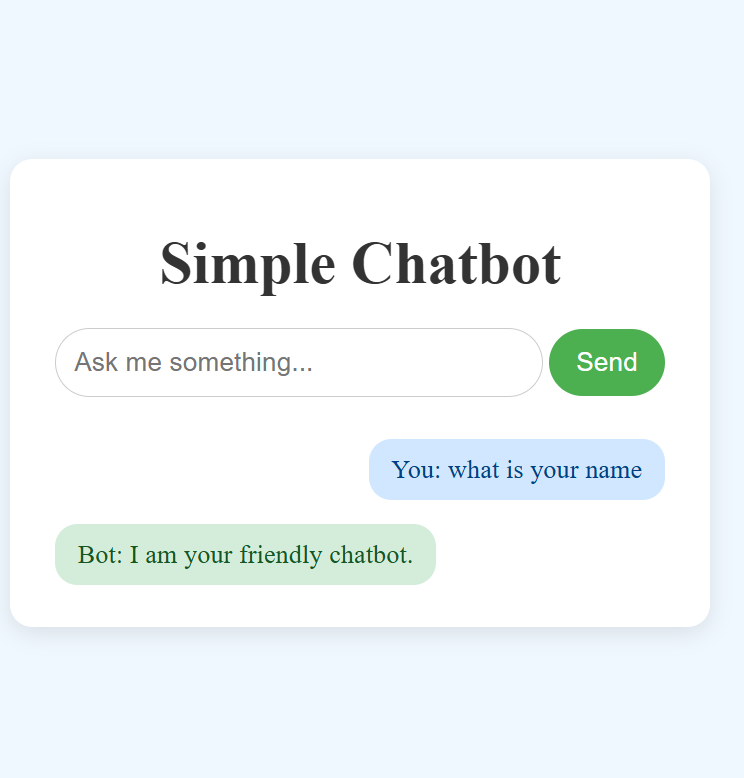 Simple Chatbot
Ask me something...
Send
You: what is your name
Bot: I am your friendly chatbot.